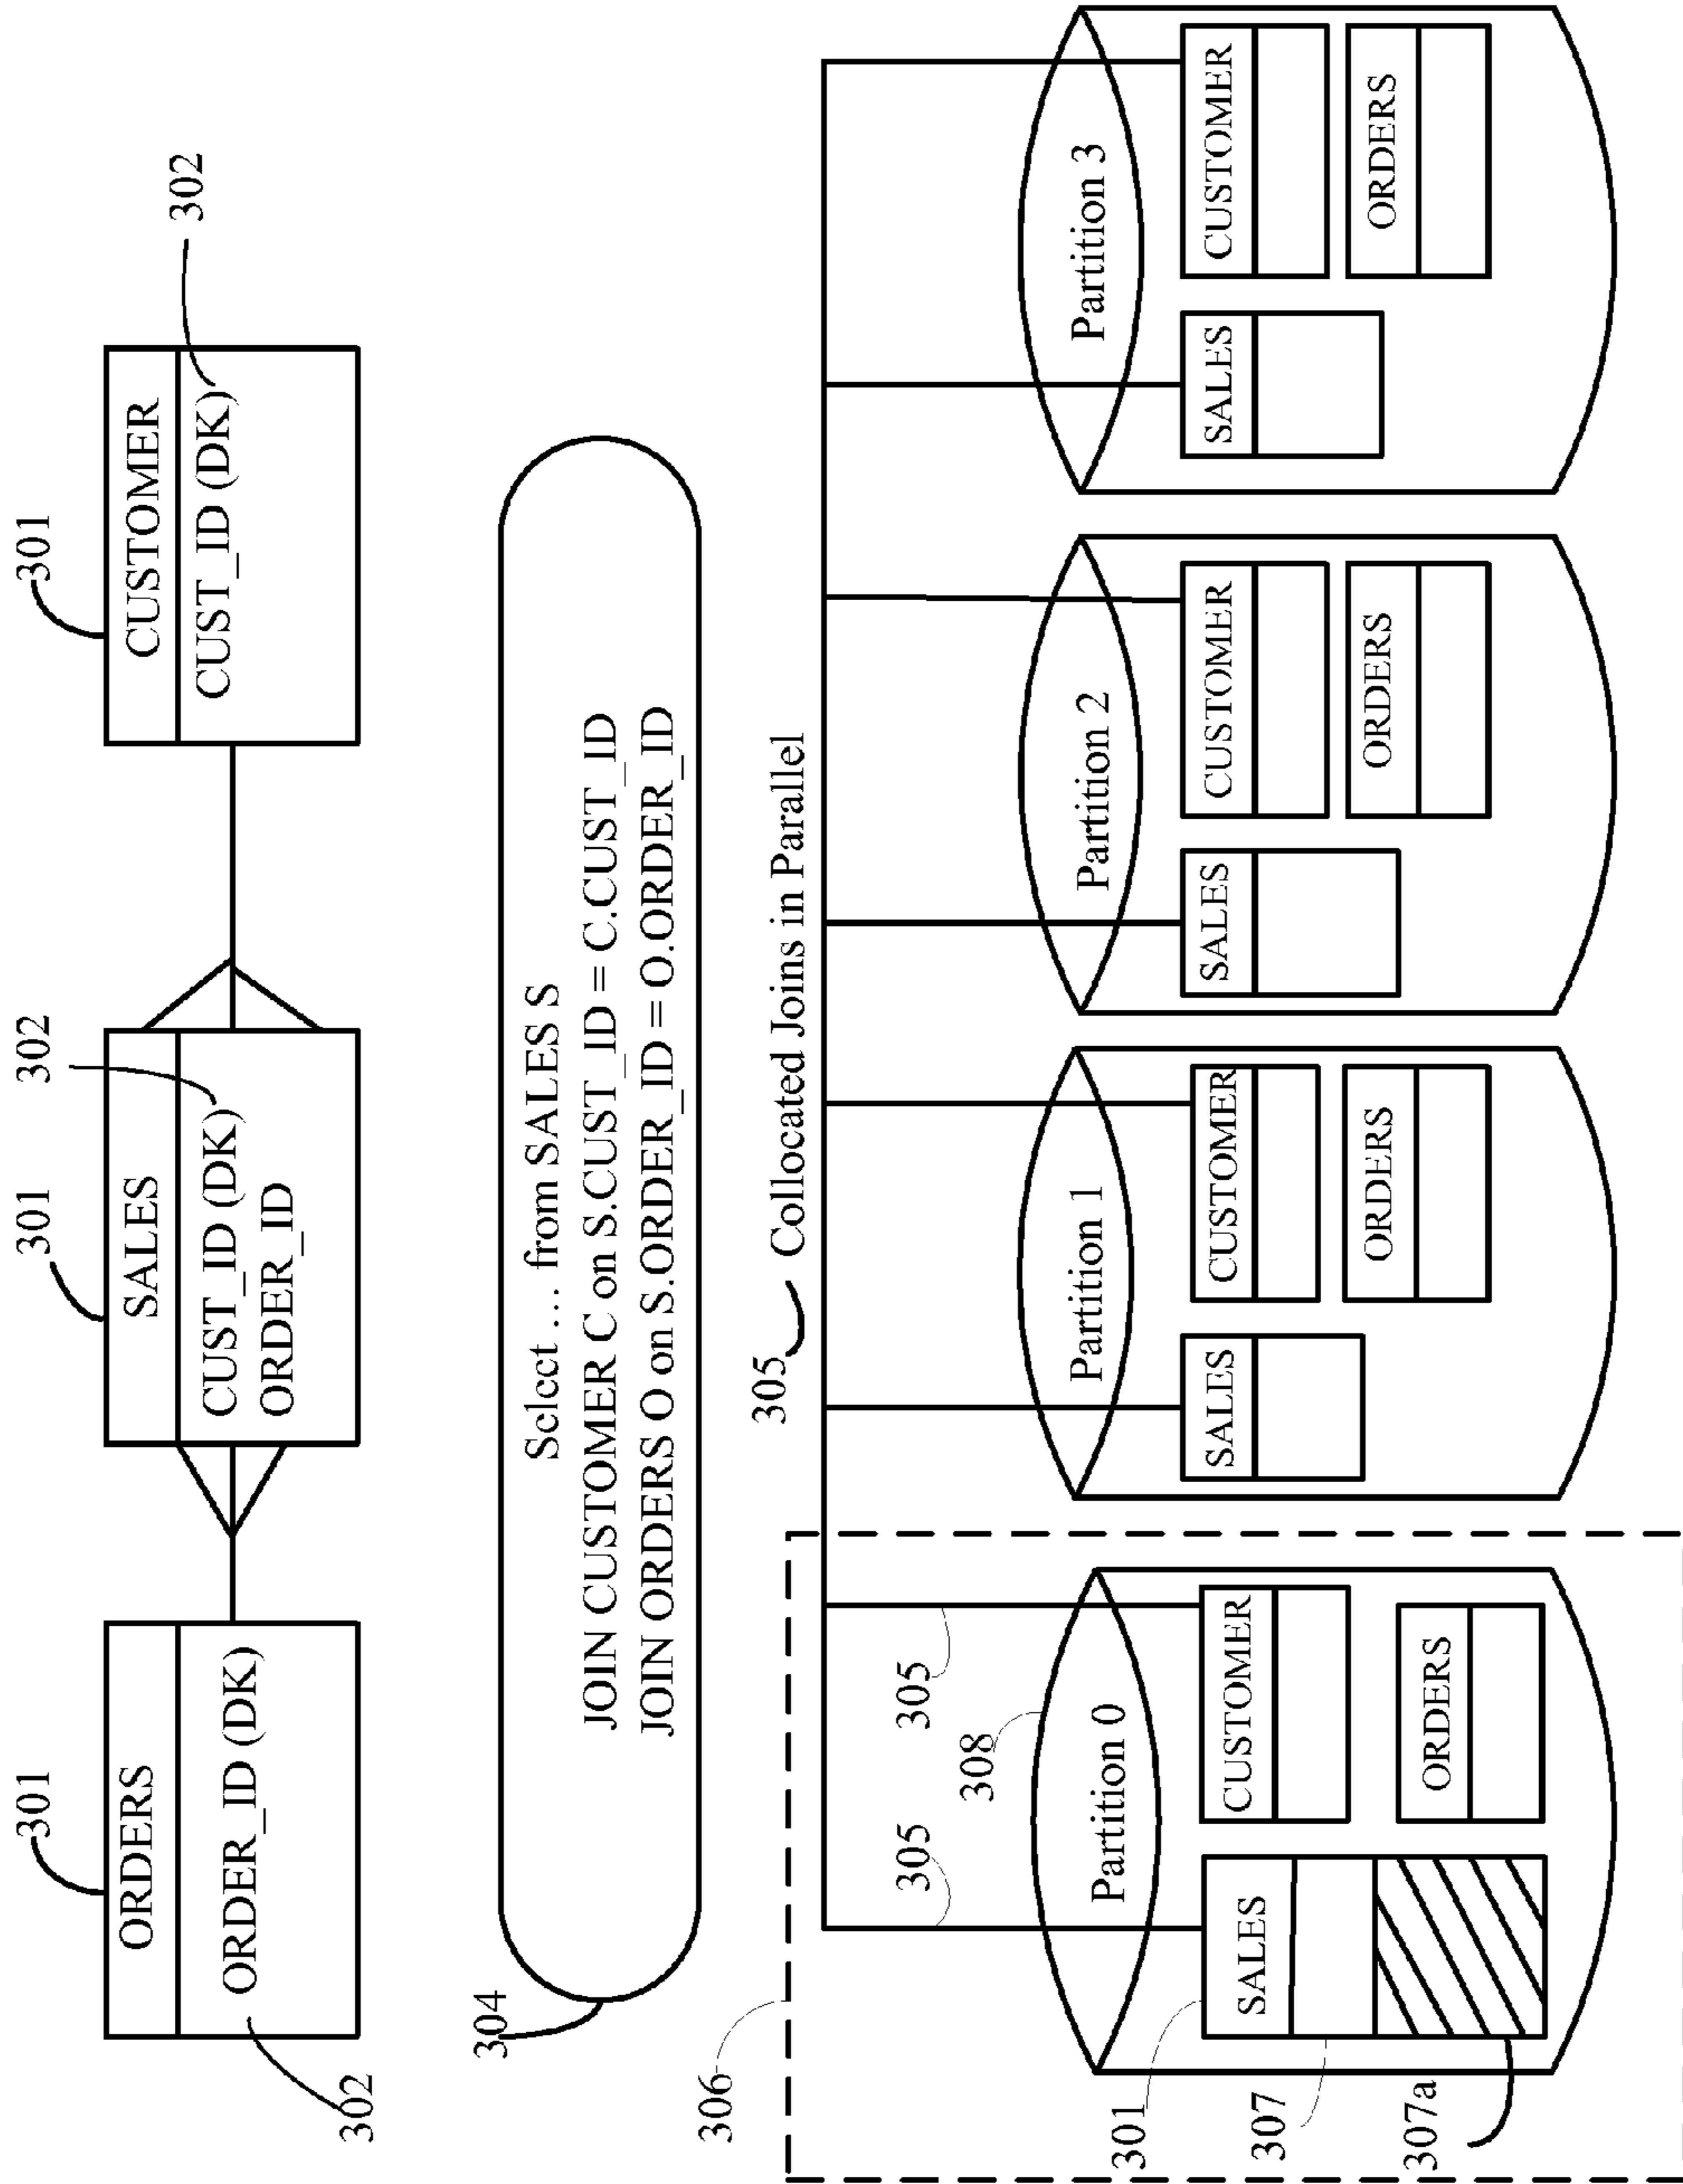 301
301
302
301
ORDERS
SALES
CUSTOMER
ORDER_ID (DK)
CUST_ID (DK)
ORDER_ID
CUST_ID (DK)
302
302
304
Select ... from SALES S
JOIN CUSTOMER C on S.CUST_ID = C.CUST_ID
JOIN ORDERS O on S.ORDER_ID = O.ORDER_ID
306
305
305 Collocated Joins in Parallel
305
308
Partition 0
Partition 1
Partition 2
Partition 3
301
SALES
CUSTOMER
SALES
CUSTOMER
SALES
CUSTOMER
SALES
CUSTOMER
307
307a
ORDERS
ORDERS
ORDERS
ORDERS